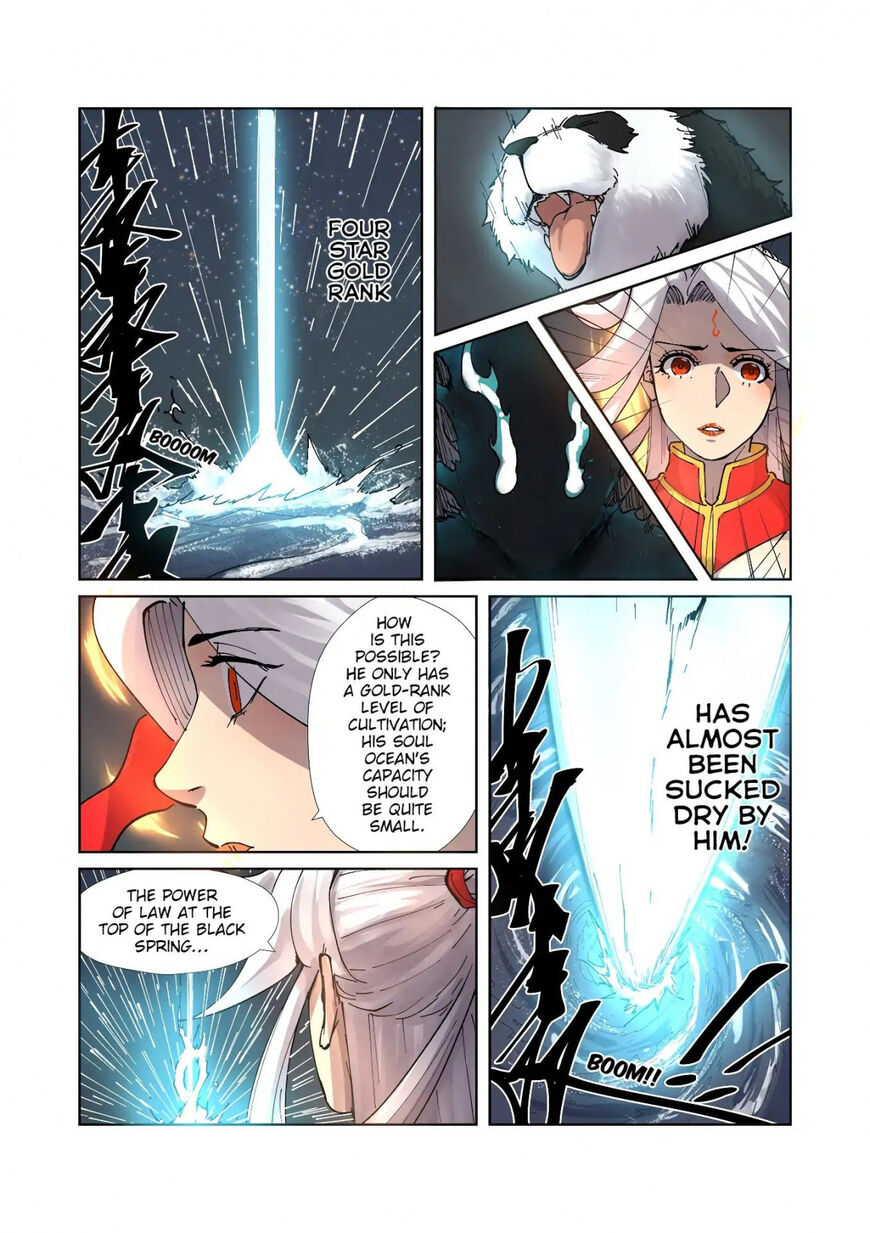 FOUR
STAR
GOLD
RANK
BOOOOM
HOW
IS THIS
POSSIBLE?
HE ONLY HAS
A GOLD-RANK
LEVEL OF
CULTIVATION;
HIS SOUL
OCEAN'S
CAPACITY
SHOULD
BE QUITE
SMALL.
THE POWER
OF LAW AT THE
TOP OF THE BLACK
SPRING...
HAS
ALMOST
BEEN
SUCKED
DRY BY
HIM!
BOOM!!